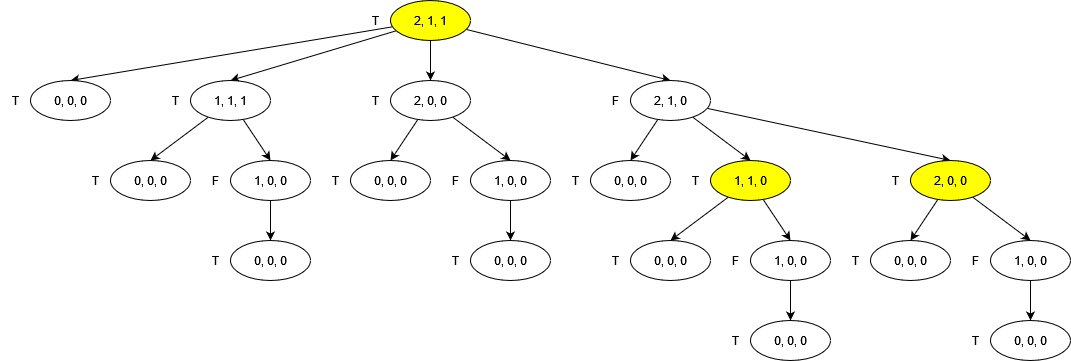 T 2, 1, 1
T 0, 0, 0 T 1, 1, 1 T 2, 0, 0 F 2, 1, 0
T 0, 0, 0 F 1, 0, 0 T 0, 0, 0 F 1, 0, 0 T 0, 0, 0 T 1, 1, 0 T 2, 0, 0
T 0, 0, 0 T 0, 0, 0 T 0, 0, 0 F 1, 0, 0 T 0, 0, 0 F 1, 0, 0
T 0, 0, 0 T 0, 0, 0